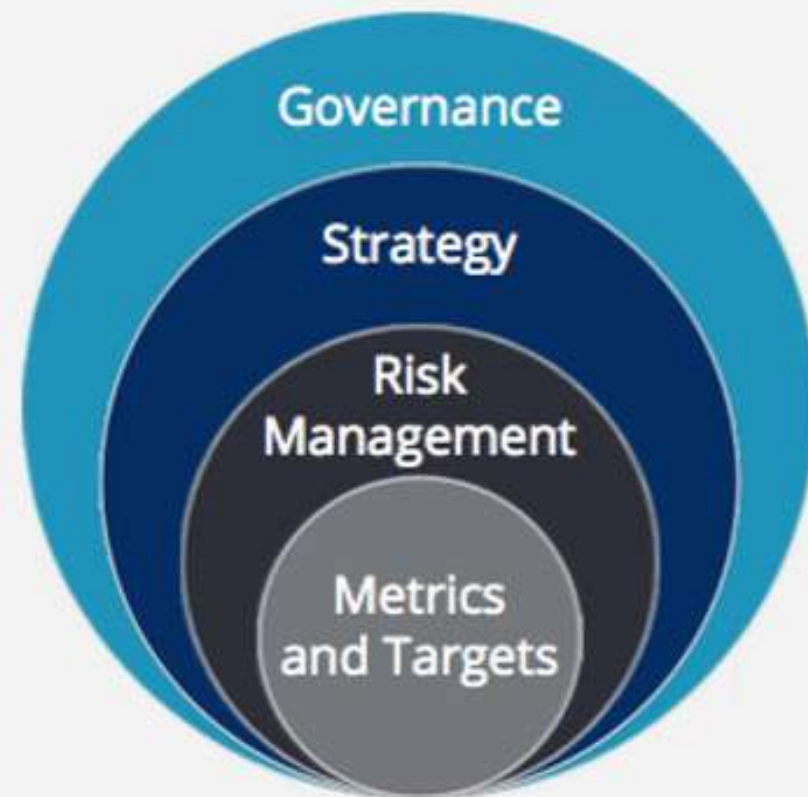 Governance
Strategy
Risk
Management
Metrics
and Targets